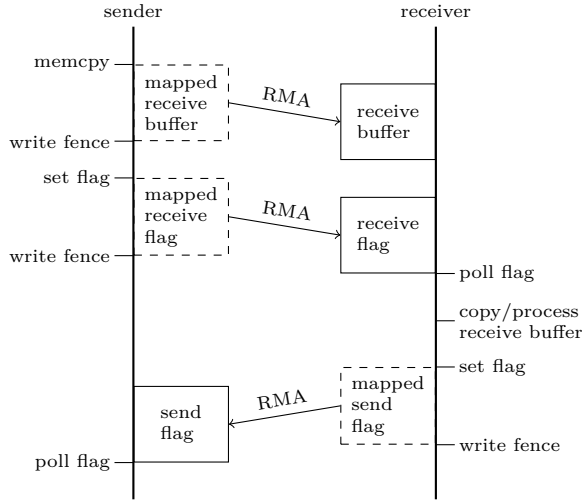 sender
receiver
memcpy
mapped
receive
buffer
RMA
receive
buffer
write fence
set flag
mapped
receive
flag
RMA
receive
flag
write fence
poll flag
copy/process
receive buffer
set flag
mapped
send
flag
RMA
send
flag
write fence
poll flag